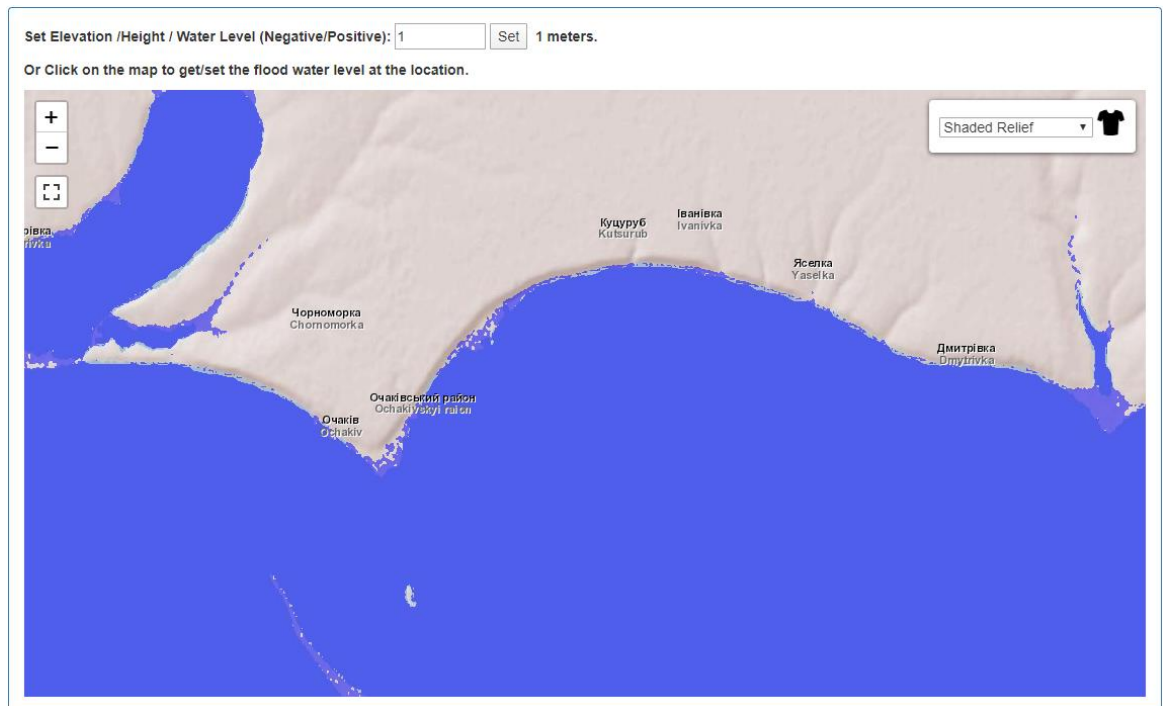 Set Elevation /Height / Water Level (Negative/Positive): 1 Set 1 meters.
Or Click on the map to get/set the flood water level at the location.
+
−
Shaded Relief
Іванівка
Ivanivka
Куцуруб
Kutsurub
Яселка
Yaselka
Чорноморка
Chornomorka
Дмитрівка
Dmytrivka
Очаківський район
Ochakivskyi raion
Очаків
Ochakiv